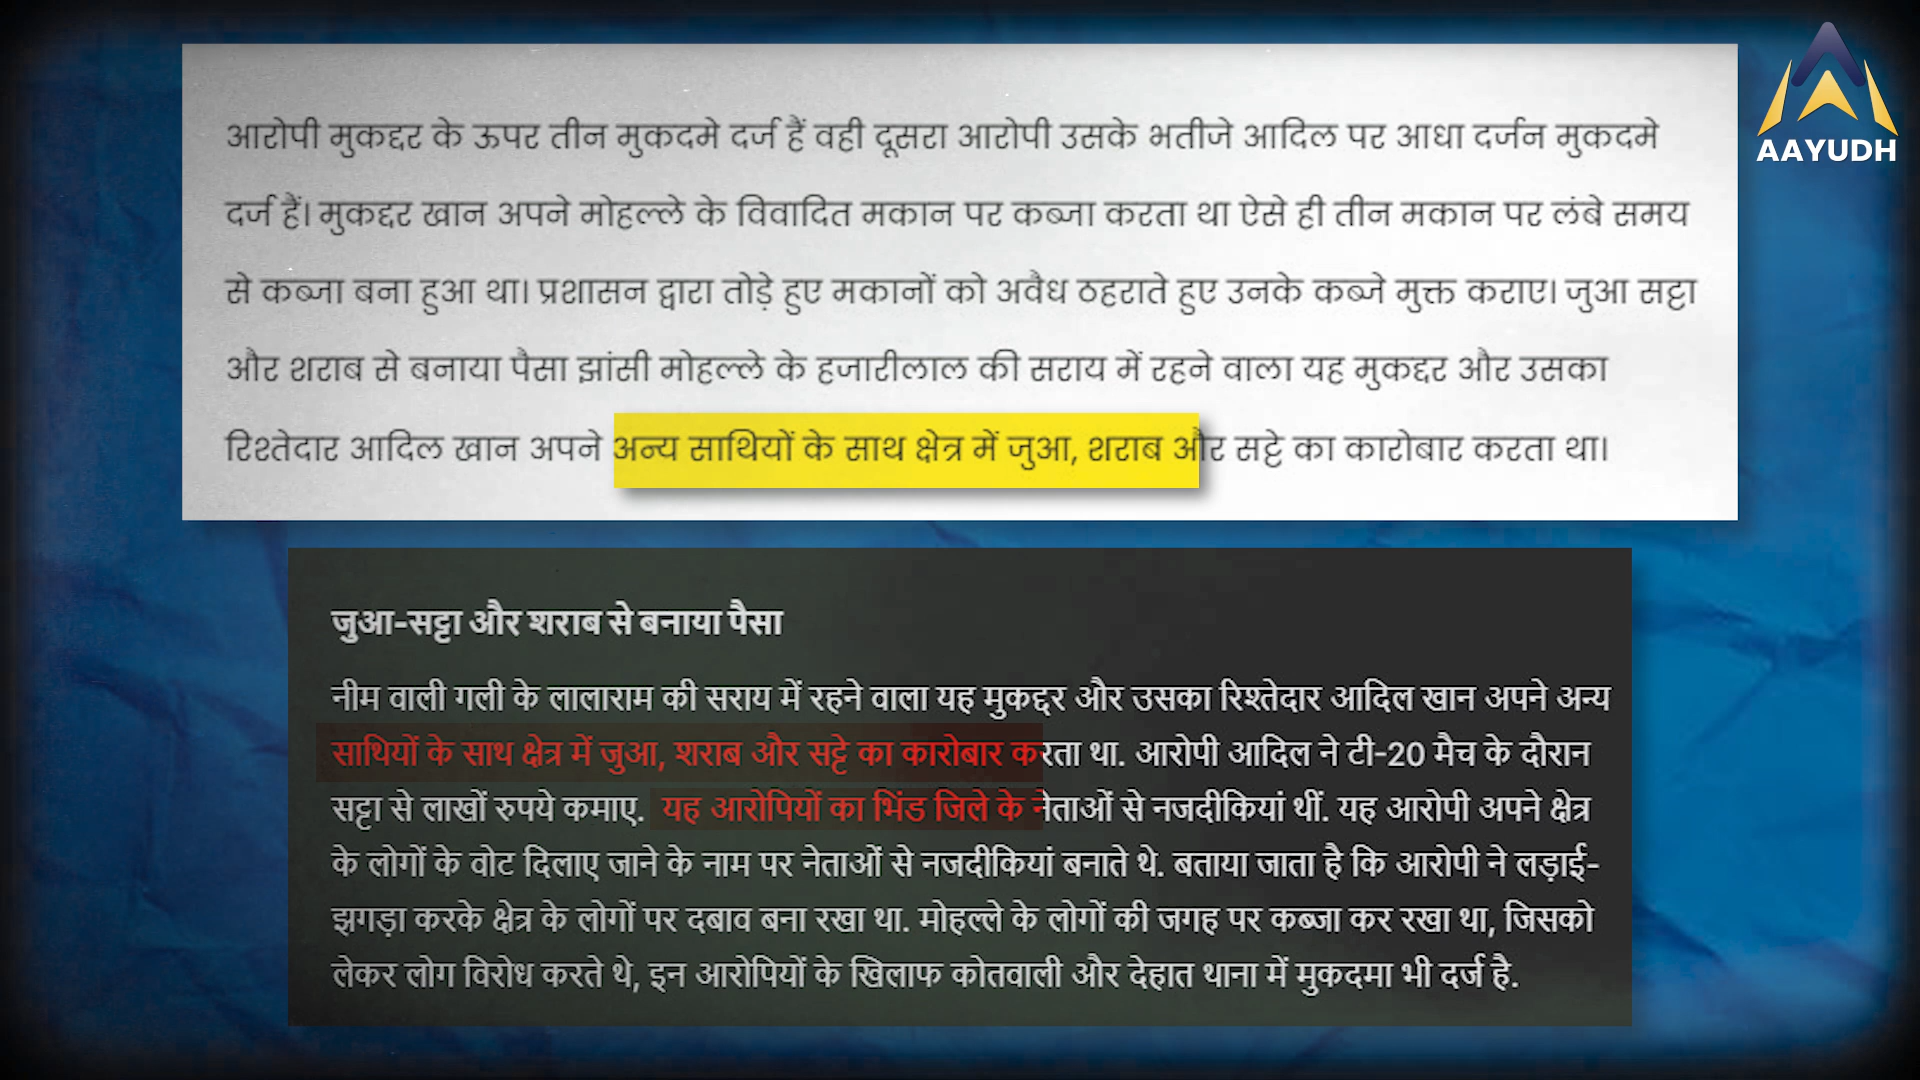 AAYUDH
आरोपी मुकद्दर के ऊपर तीन मुकदमे दर्ज हैं वही दूसरा आरोपी उसके भतीजे आदिल पर आधा दर्जन मुकदमे
दर्ज हैं। मुकद्दर खान अपने मोहल्ले के विवादित मकान पर कब्जा करता था ऐसे ही तीन मकान पर लंबे समय
से कब्जा बना हुआ था। प्रशासन द्वारा तोड़े हुए मकानों को अवैध ठहराते हुए उनके कब्जे मुक्त कराए। जुआ सट्टा
और शराब से बनाया पैसा झांसी मोहल्ले के हजारीलाल की सराय में रहने वाला यह मुकद्दर और उसका
रिश्तेदार आदिल खान अपने अन्य साथियों के साथ क्षेत्र में जुआ, शराब और सट्टे का कारोबार करता था।
जुआ-सट्टा और शराब से बनाया पैसा
नीम वाली गली के लालाराम की सराय में रहने वाला यह मुकद्दर और उसका रिश्तेदार आदिल खान अपने अन्य
साथियों के साथ क्षेत्र में जुआ, शराब और सट्टे का कारोबार करता था. आरोपी आदिल ने टी-20 मैच के दौरान
सट्टा से लाखों रुपये कमाए. यह आरोपियों का भिंड जिले के नेताओं से नजदीकियां थीं. यह आरोपी अपने क्षेत्र
के लोगों के वोट दिलाए जाने के नाम पर नेताओं से नजदीकियां बनाते थे. बताया जाता है कि आरोपी ने लड़ाई-
झगड़ा करके क्षेत्र के लोगों पर दबाव बना रखा था. मोहल्ले के लोगों की जगह पर कब्जा कर रखा था, जिसको
लेकर लोग विरोध करते थे, इन आरोपियों के खिलाफ कोतवाली और देहात थाना में मुकदमा भी दर्ज है.